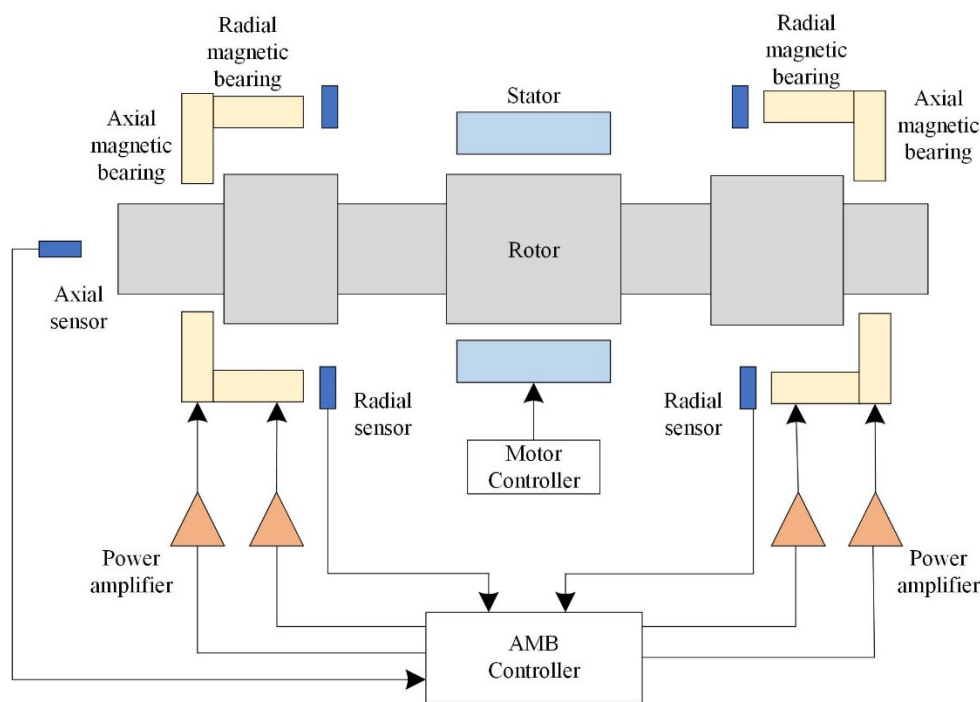 Radial
magnetic
bearing
Radial
magnetic
bearing
Stator
Axial
magnetic
bearing
Axial
magnetic
bearing
Rotor
Axial
sensor
Radial
sensor
Radial
sensor
Motor
Controller
Power
amplifier
Power
amplifier
AMB
Controller